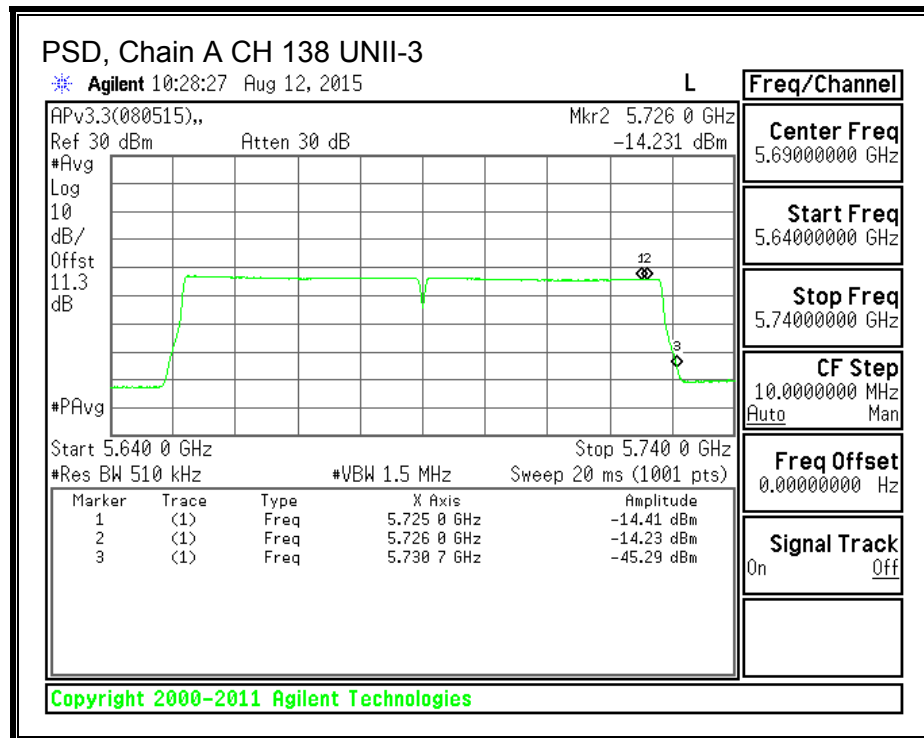 PSD, Chain A CH 138 UNII-3
Agilent 10:28:27 Aug 12, 2015 L
APv3.3(080515),, Mkr2 5.726 0 GHz
Ref 30 dBm Atten 30 dB -14.231 dBm
#Avg
Log
10
dB/
Offst
11.3
dB
#PAvg
12
3
Start 5.640 0 GHz Stop 5.740 0 GHz
#Res BW 510 kHz #VBW 1.5 MHz Sweep 20 ms (1001 pts)
Marker Trace Type X Axis Amplitude
1 (1) Freq 5.725 0 GHz -14.41 dBm
2 (1) Freq 5.726 0 GHz -14.23 dBm
3 (1) Freq 5.730 7 GHz -45.29 dBm
Freq/Channel
Center Freq
5.69000000 GHz
Start Freq
5.64000000 GHz
Stop Freq
5.74000000 GHz
CF Step
10.0000000 MHz
Auto Man
Freq Offset
0.00000000 Hz
Signal Track
On Off
Copyright 2000-2011 Agilent Technologies